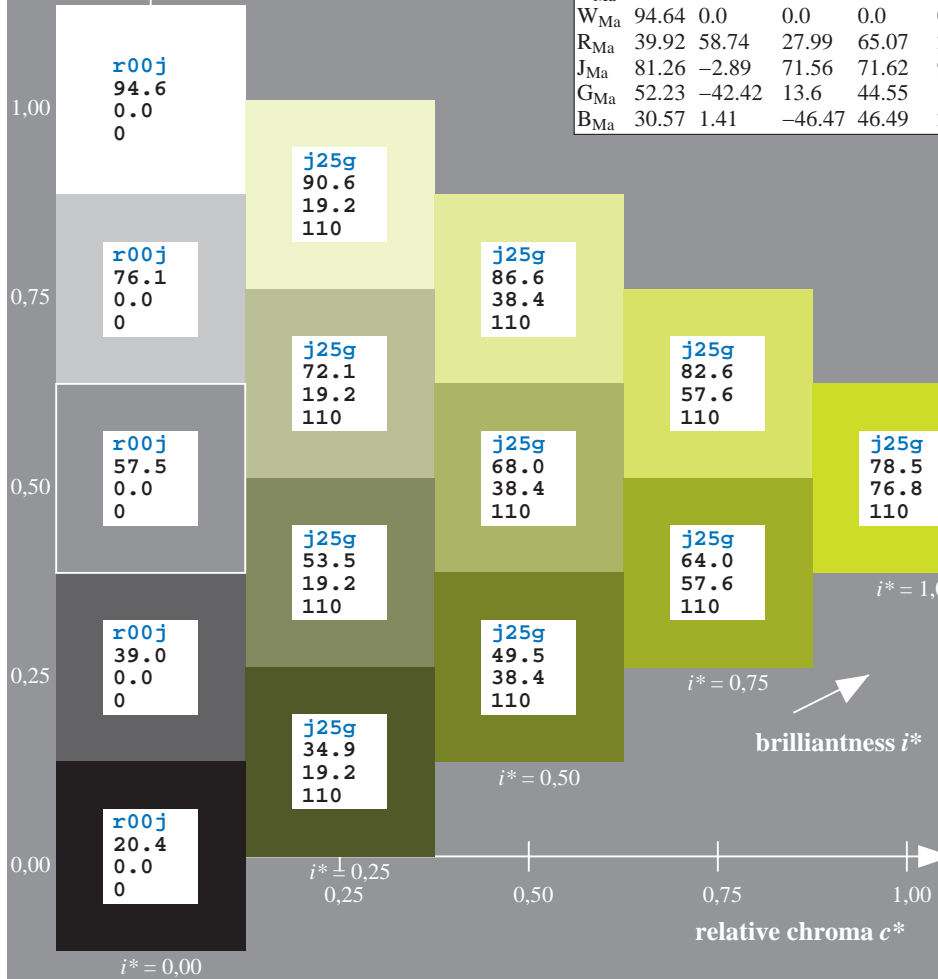 W Ma 94.64 0.0 0.0 0.0
R Ma 39.92 58.74 27.99 65.07
J Ma 81.26 −2.89 71.56 71.62
G Ma 52.23 −42.42 13.6 44.55
B Ma 30.57 1.41 −46.47 46.49
1,00
0,75
0,50
0,25
0,00
r00j
94.6
0.0
0
r00j
76.1
0.0
0
r00j
57.5
0.0
0
r00j
39.0
0.0
0
r00j
20.4
0.0
0
i* = 0,00
j25g
90.6
19.2
110
j25g
72.1
19.2
110
j25g
53.5
19.2
110
j25g
34.9
19.2
110
i* = 0,25
j25g
86.6
38.4
110
j25g
68.0
38.4
110
j25g
49.5
38.4
110
i* = 0,50
j25g
82.6
57.6
110
j25g
64.0
57.6
110
i* = 0,75
j25g
78.5
76.8
110
i* = 1,0
brilliantness i*
0,25 0,50 0,75 1,00
relative chroma c*